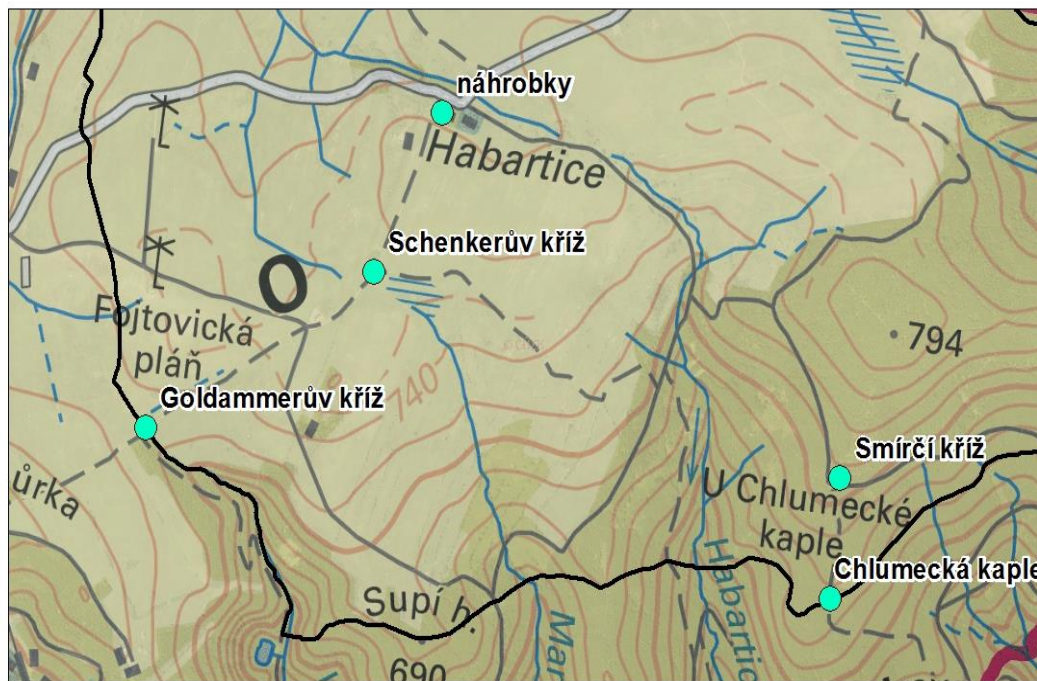 náhrobky
Habartice
Schenkerův kříž
O
Fojtovická
pláň
794
740
Goldammerův kříž
ůrka
Smírčí kříž
U Chlumecké
kaple
Chlumecká kaple
Habartic
Supí h.
Mar
690